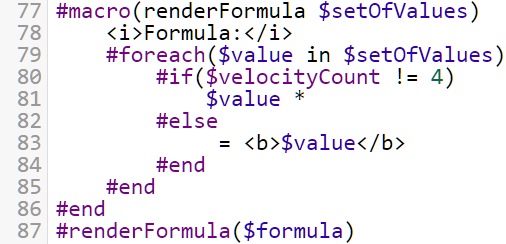 77 #macro(renderFormula $setOfValues)
78     <i>Formula:</i>
79     #foreach($value in $setOfValues)
80         #if($velocityCount != 4)
81             $value *
82         #else
83              = <b>$value</b>
84         #end
85     #end
86 #end
87 #renderFormula($formula)